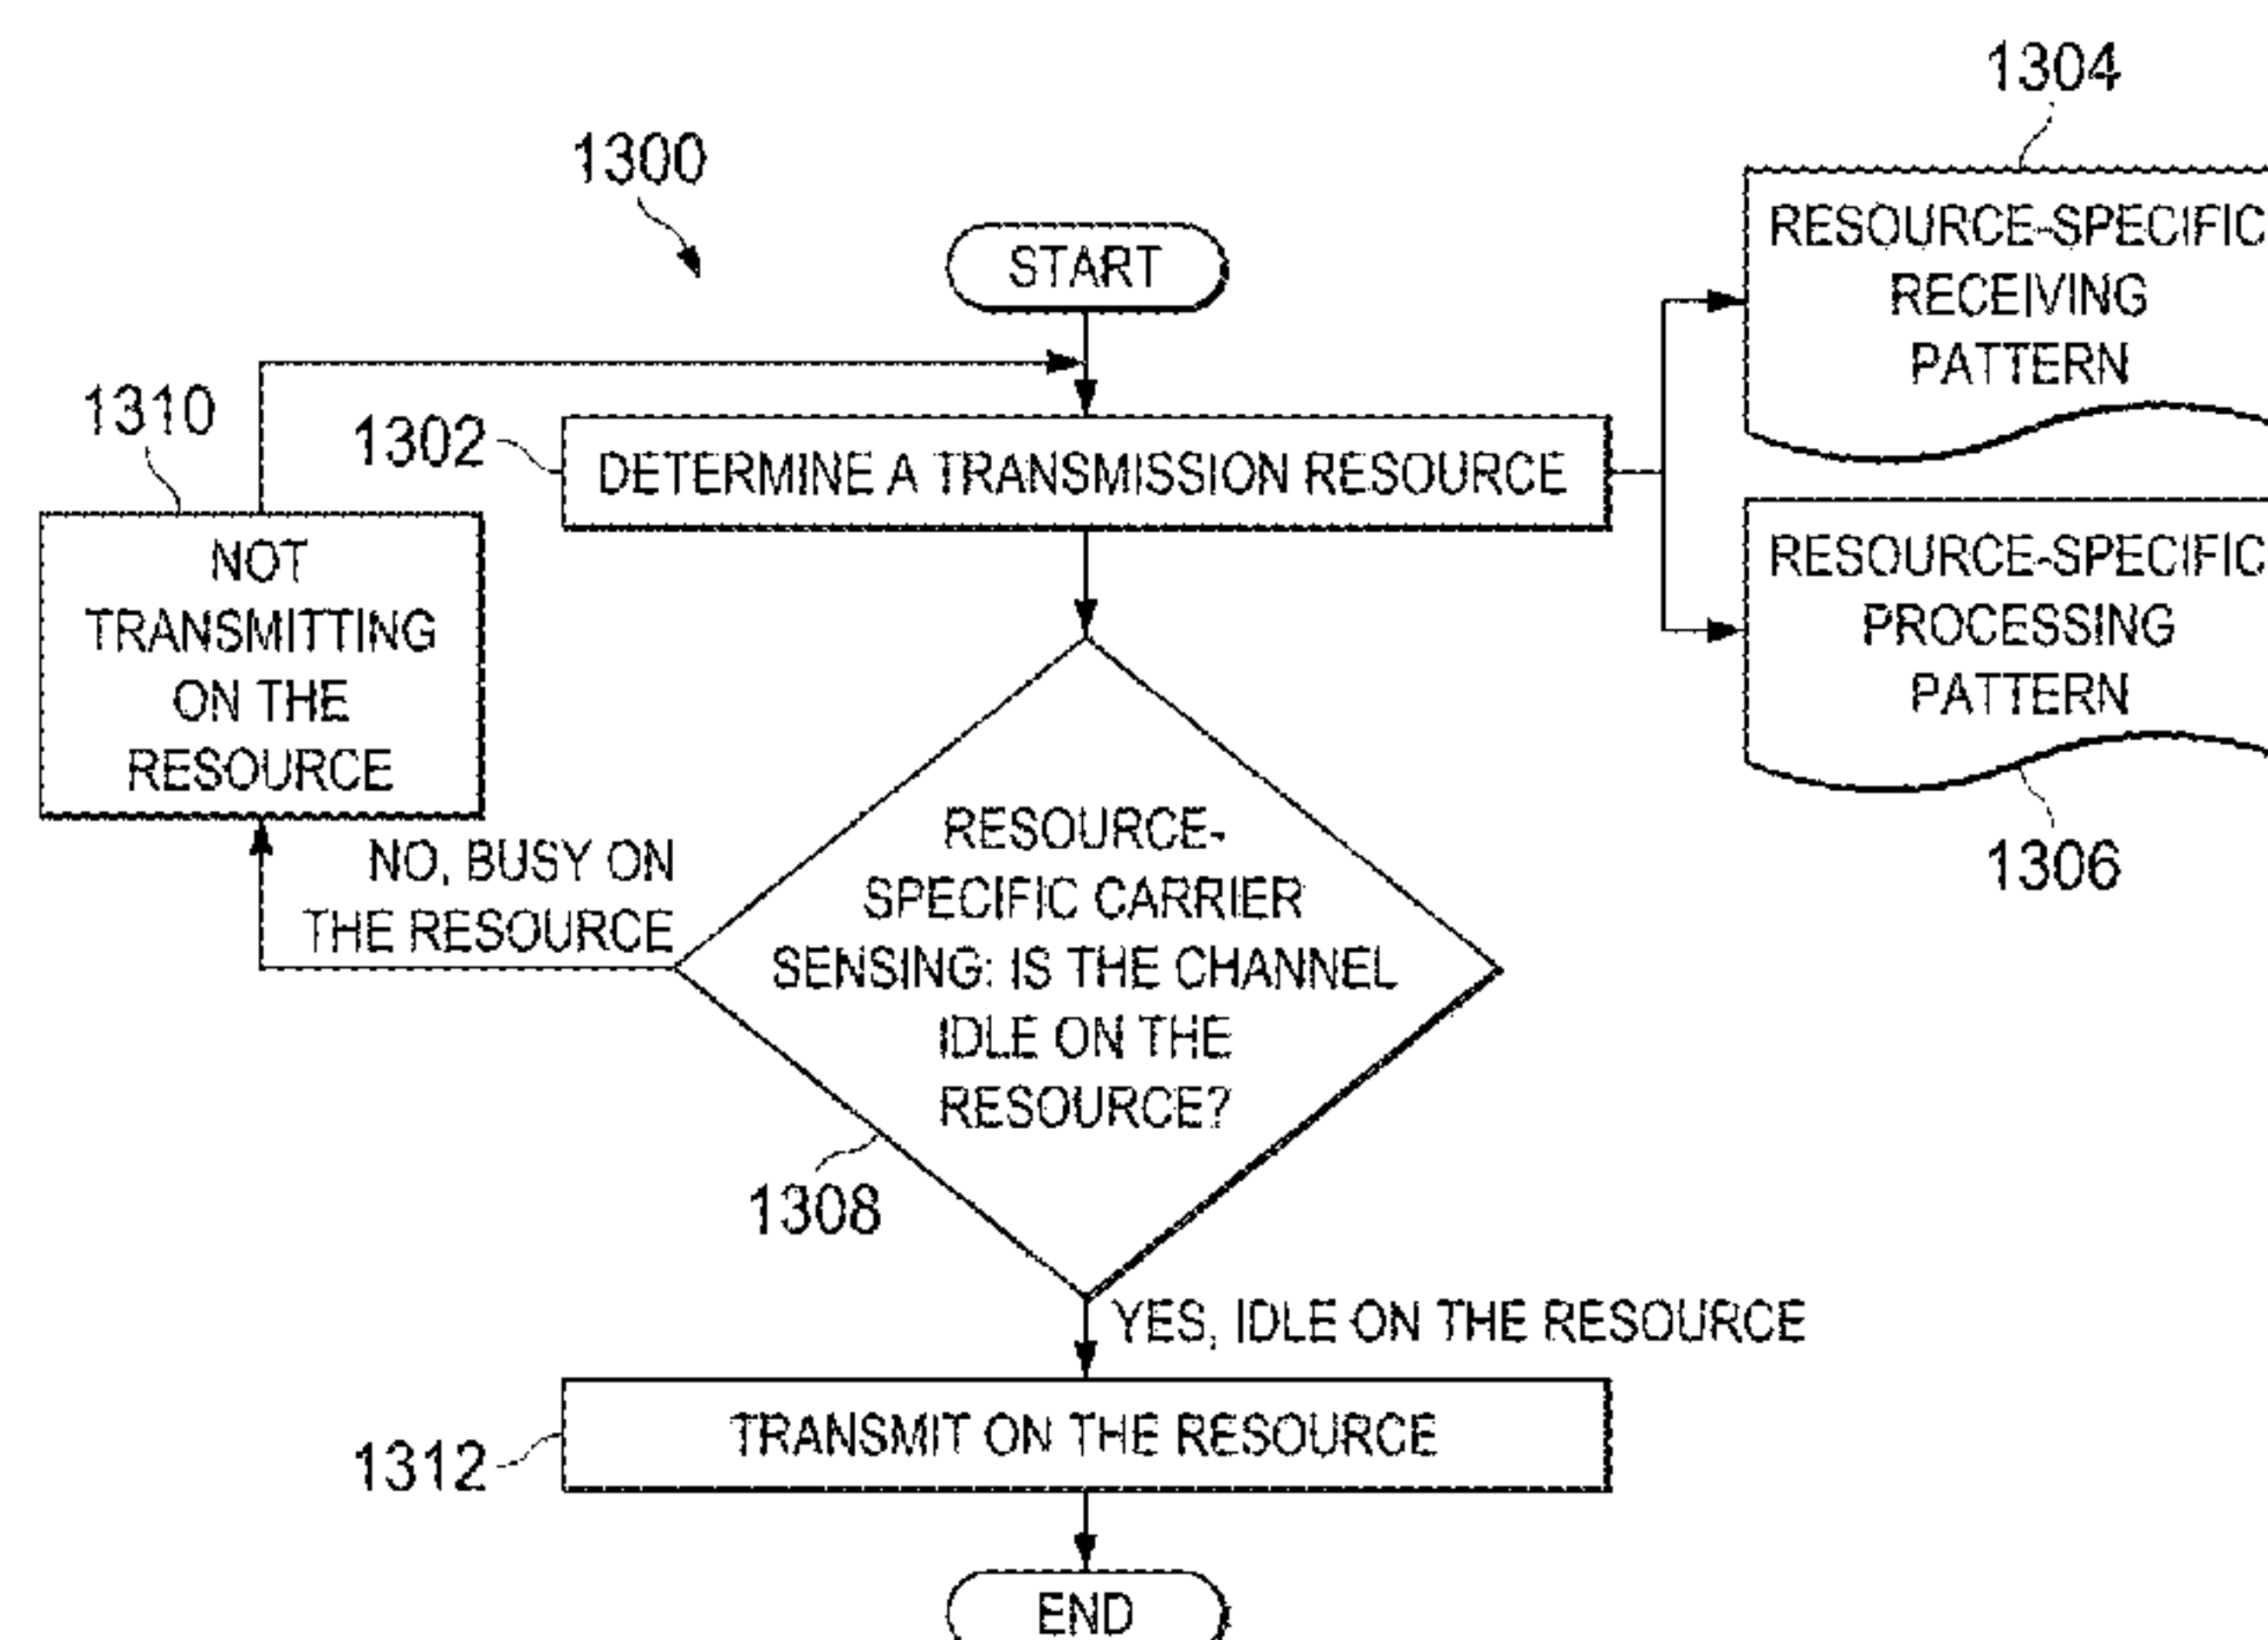 1304
1300
START
RESOURCE-SPECIFIC
RECEIVING
PATTERN
1310
1302
DETERMINE A TRANSMISSION RESOURCE
NOT
TRANSMITTING
ON THE
RESOURCE
RESOURCE-SPECIFIC
PROCESSING
PATTERN
1306
NO, BUSY ON
THE RESOURCE
RESOURCE-
SPECIFIC CARRIER
SENSING: IS THE CHANNEL
IDLE ON THE
RESOURCE?
1308
YES, IDLE ON THE RESOURCE
TRANSMIT ON THE RESOURCE
1312
END